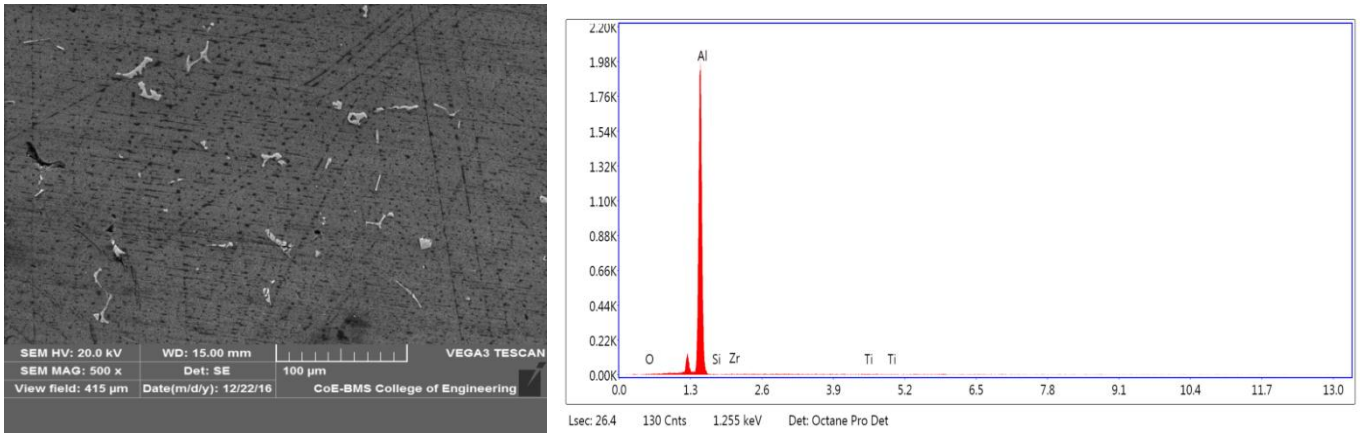 SEM HV: 20.0 kV WD: 15.00 mm VEGA3 TESCAN
SEM MAG: 500 x Det: SE 100 µm
View field: 415 µm Date(m/d/y): 12/22/16 CoE-BMS College of Engineering
2.20K
1.98K
1.76K
1.54K
1.32K
1.10K
0.88K
0.66K
0.44K
0.22K
0.00K
Al
O Si Zr Ti Ti
0.0 1.3 2.6 3.9 5.2 6.5 7.8 9.1 10.4 11.7 13.0
Lsec: 26.4 130 Cnts 1.255 keV Det: Octane Pro Det